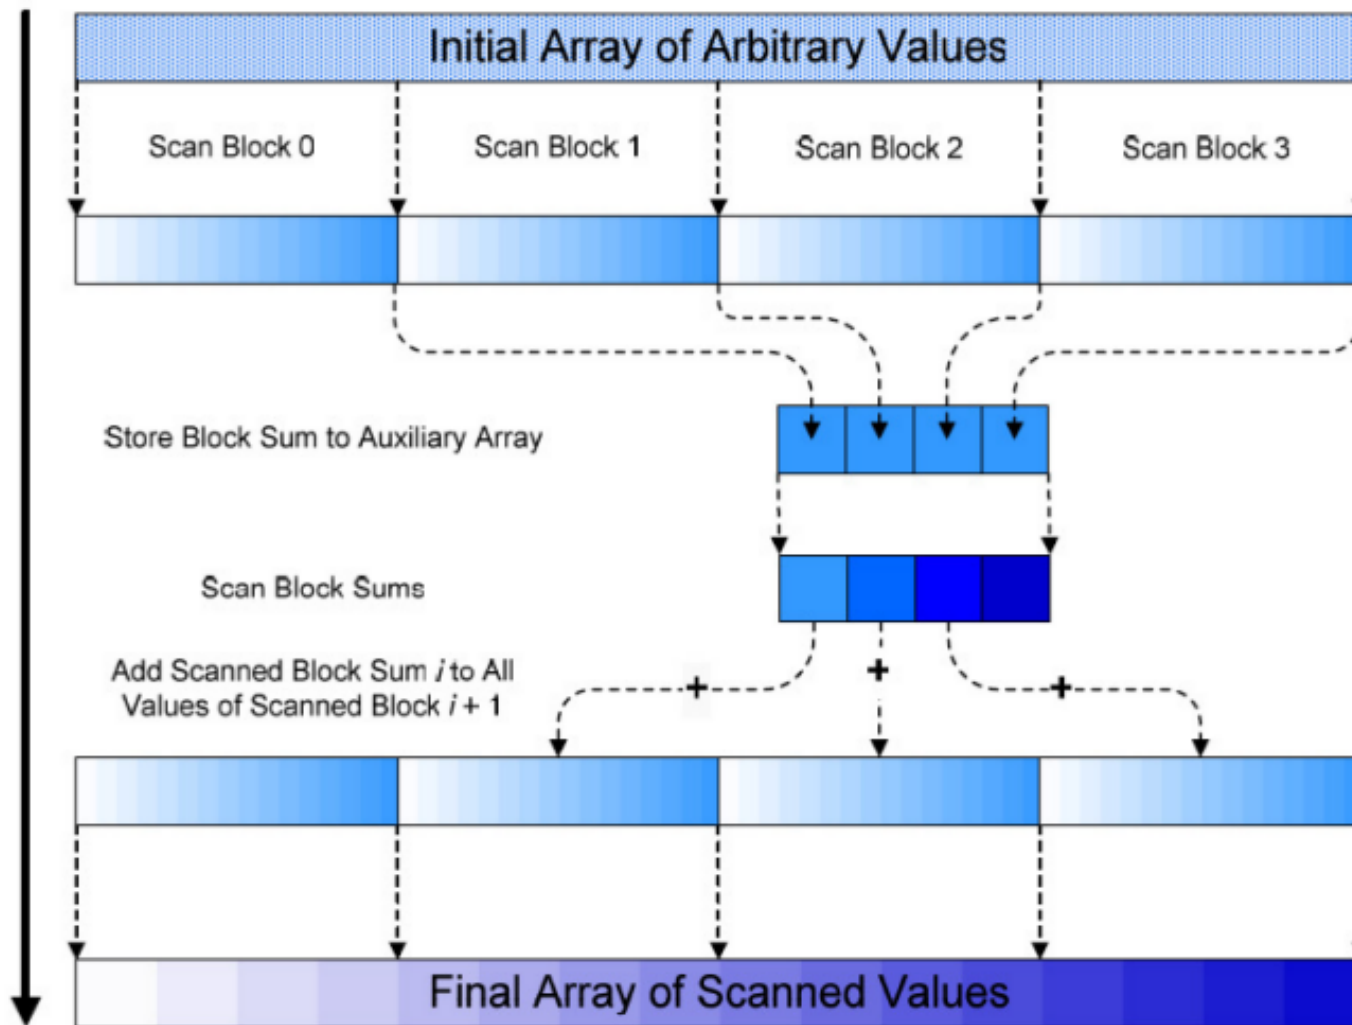 Initial Array of Arbitrary Values
Scan Block 0
Scan Block 1
Scan Block 2
Scan Block 3
Store Block Sum to Auxiliary Array
Scan Block Sums
Add Scanned Block Sum i to All
Values of Scanned Block i + 1
+
+
+
Final Array of Scanned Values